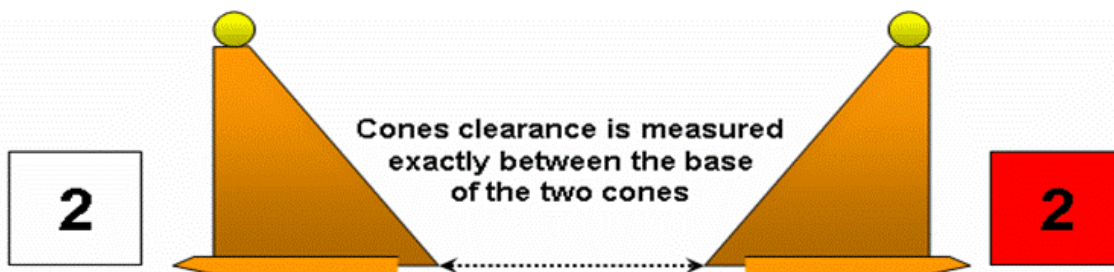 Cones clearance is measured
exactly between the base
of the two cones
2
2